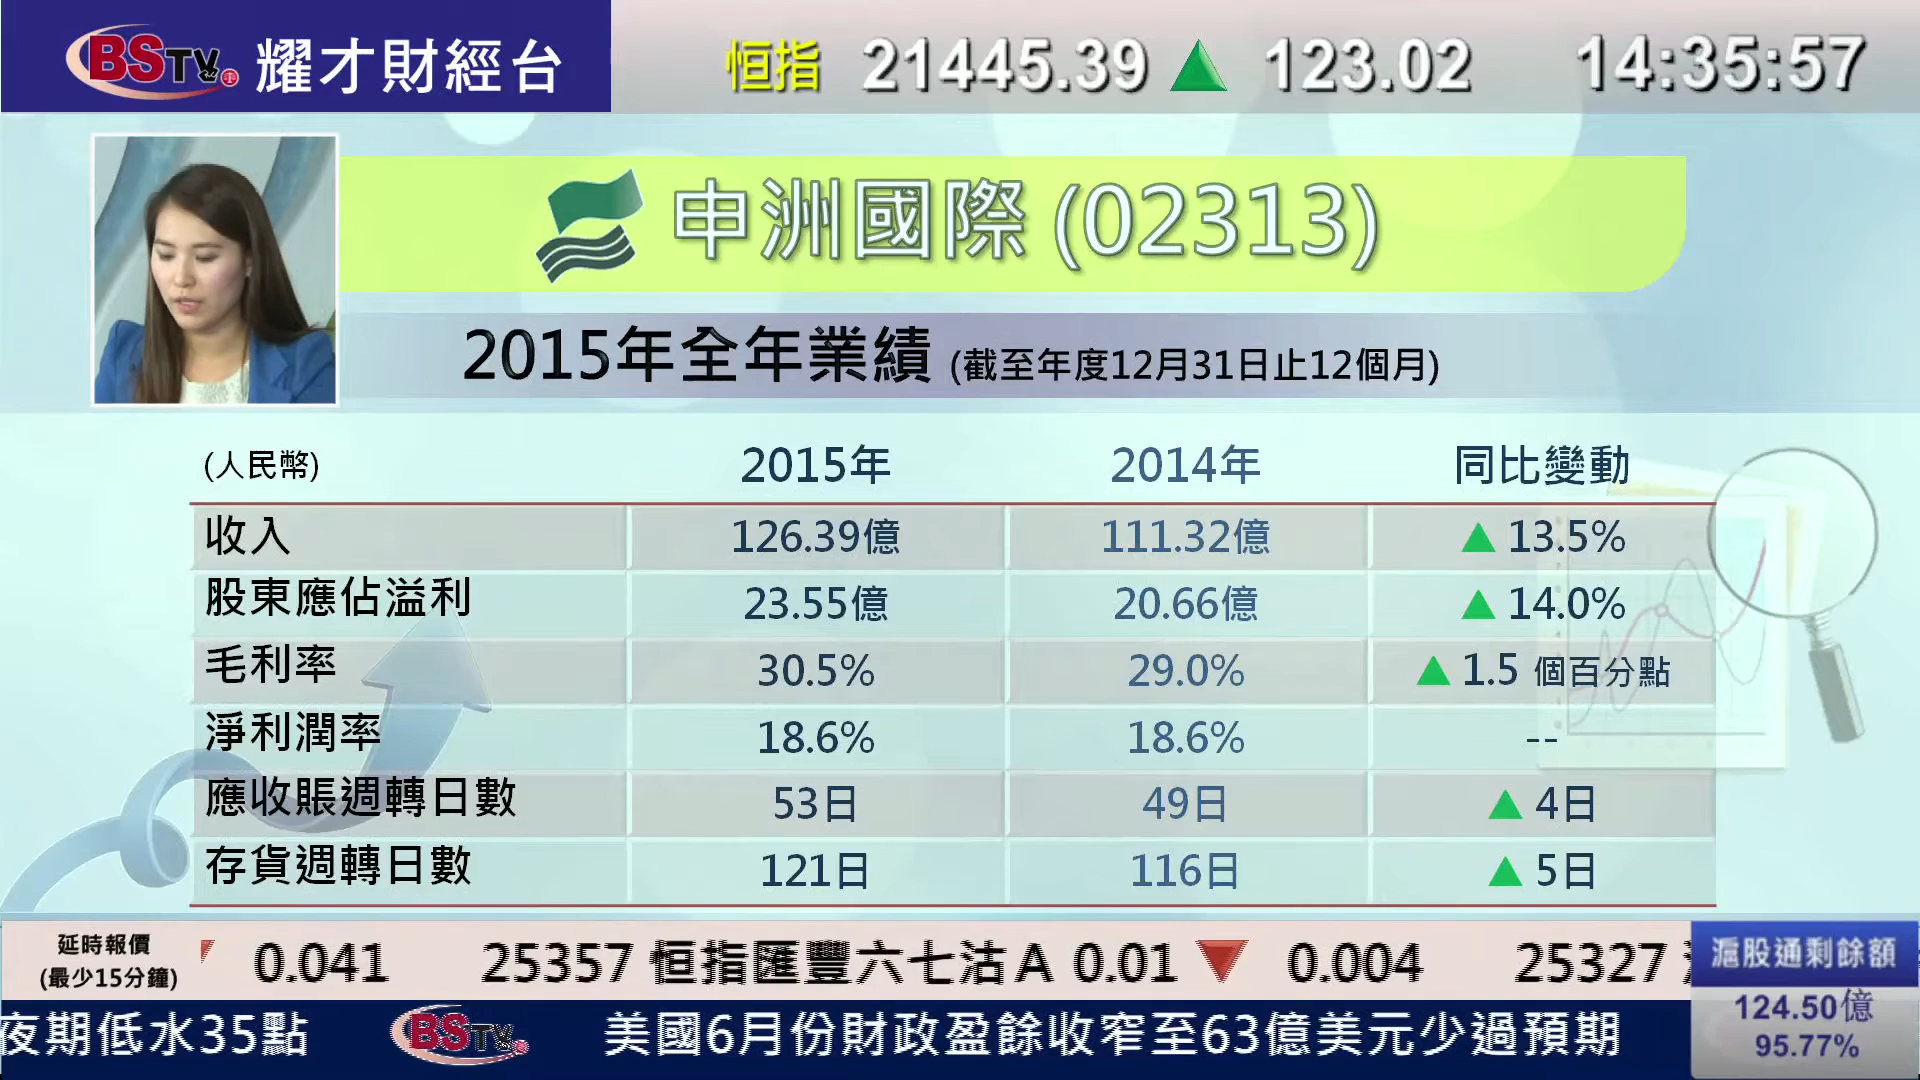 BSTV 耀才財經台
恒指 21445.39 ▲ 123.02 14:35:57
申洲國際 (02313)
2015年全年業績 (截至年度12月31日止12個月)
(人民幣) 2015年 2014年 同比變動
收入 126.39億 111.32億 ▲ 13.5%
股東應佔溢利 23.55億 20.66億 ▲ 14.0%
毛利率 30.5% 29.0% ▲ 1.5 個百分點
淨利潤率 18.6% 18.6% --
應收賬週轉日數 53日 49日 ▲ 4日
存貨週轉日數 121日 116日 ▲ 5日
延時報價
(最少15分鐘)
▼ 0.041 25357 恒指匯豐六七沽A 0.01 ▼ 0.004 25327
滬股通剩餘額
124.50億
95.77%
夜期低水35點 BSTV 美國6月份財政盈餘收窄至63億美元少過預期